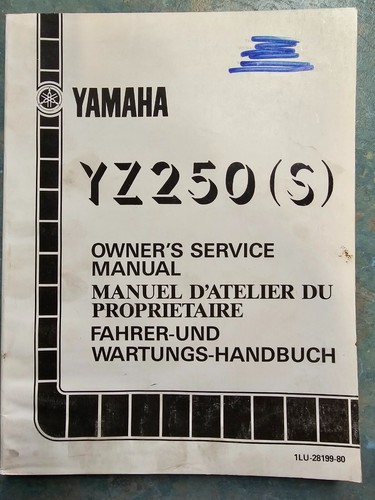 YAMAHA
YZ250(S)
OWNER'S SERVICE
MANUAL
MANUEL D'ATELIER DU
PROPRIETAIRE
FAHRER-UND
WARTUNGS-HANDBUCH
1LU-28199-80